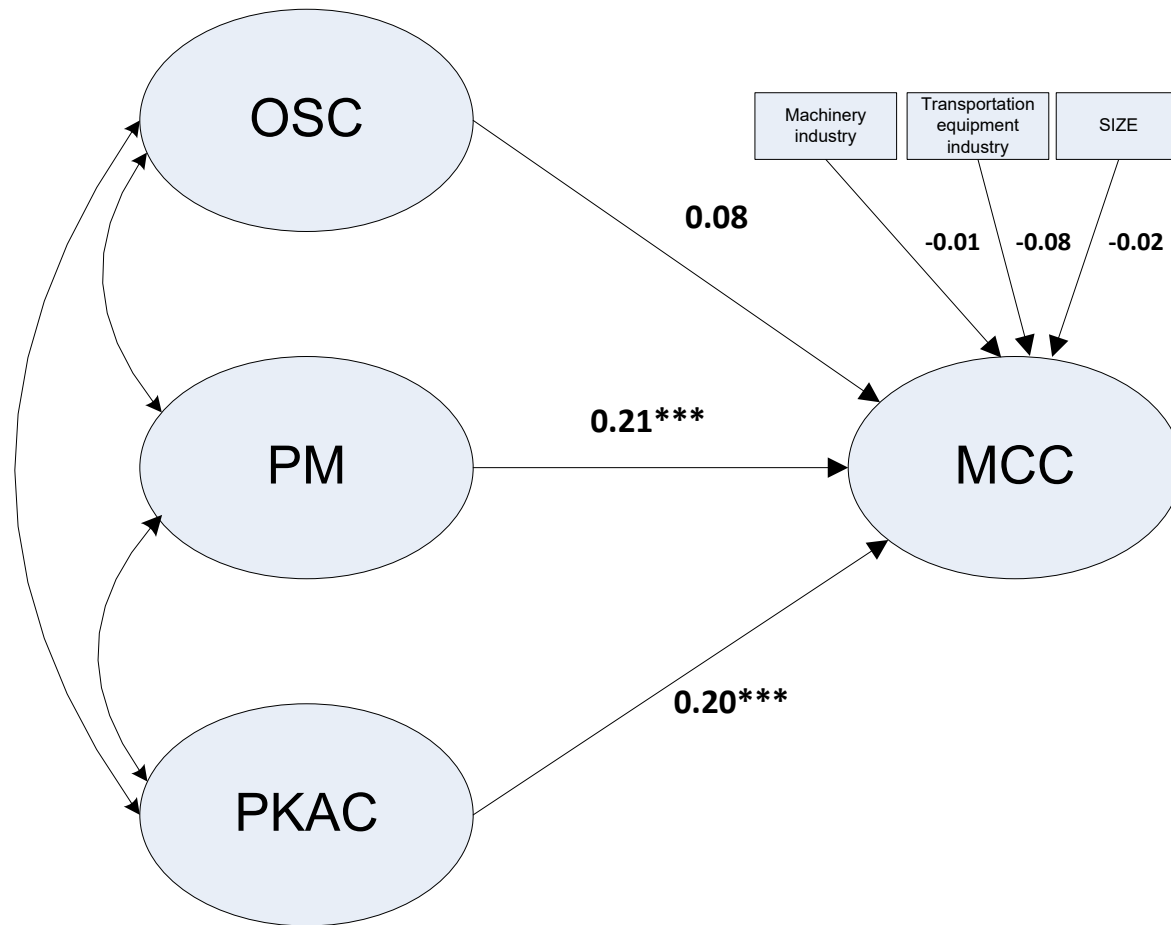 OSC
Machinery
industry
Transportation
equipment
industry
SIZE
0.08
-0.01
-0.08
-0.02
0.21***
PM
MCC
0.20***
PKAC